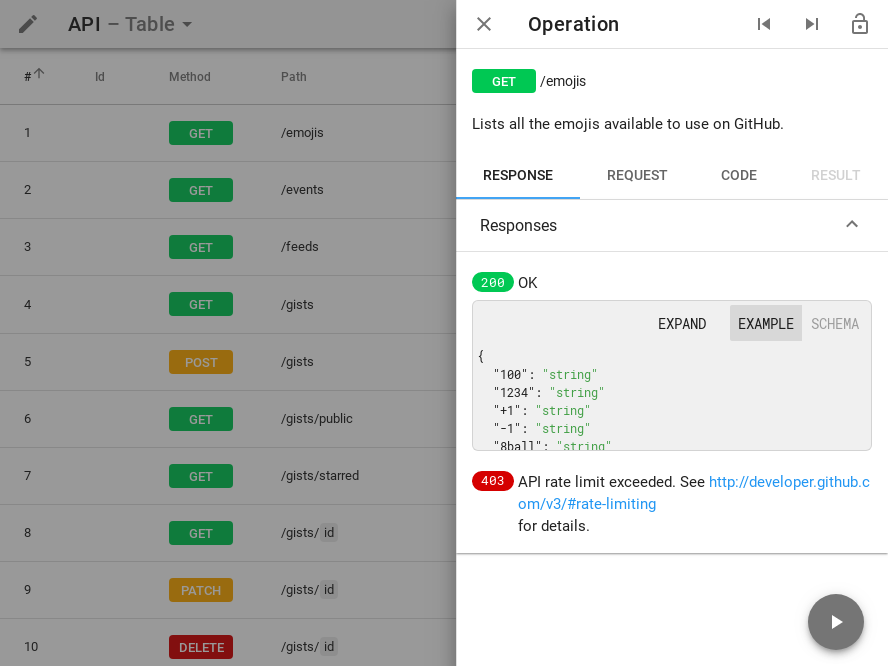 API – Table
# Id Method Path
1 GET /emojis
2 GET /events
3 GET /feeds
4 GET /gists
5 POST /gists
6 GET /gists/public
7 GET /gists/starred
8 GET /gists/ id
9 PATCH /gists/ id
10 DELETE /gists/ id
Operation
GET /emojis
Lists all the emojis available to use on GitHub.
RESPONSE REQUEST CODE RESULT
Responses
200 OK
EXPAND EXAMPLE SCHEMA
{
"100": "string"
"1234": "string"
"+1": "string"
"-1": "string"
"8ball": "string"
403 API rate limit exceeded. See http://developer.github.c
om/v3/#rate-limiting
for details.